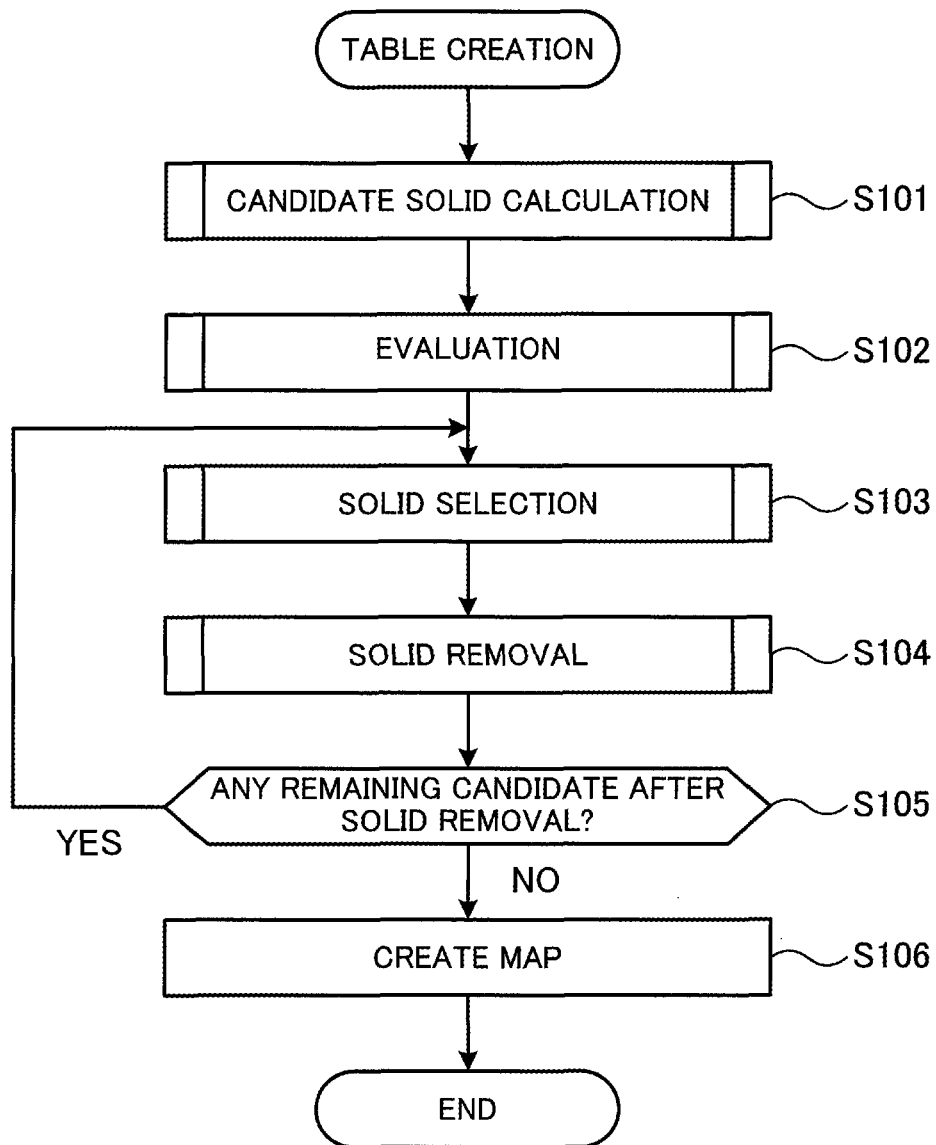 TABLE CREATION
CANDIDATE SOLID CALCULATION
S101
EVALUATION
S102
SOLID SELECTION
S103
SOLID REMOVAL
S104
ANY REMAINING CANDIDATE AFTER
SOLID REMOVAL?
S105
YES
NO
CREATE MAP
S106
END